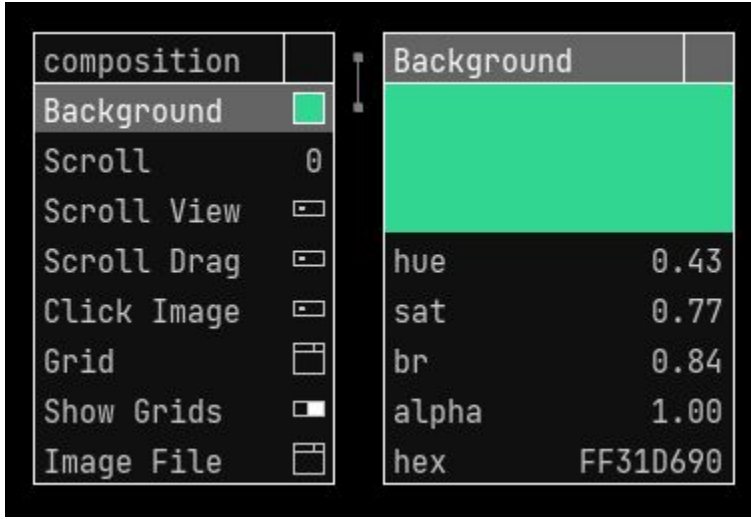 composition
Background
Scroll 0
Scroll View
Scroll Drag
Click Image
Grid
Show Grids
Image File
Background
hue 0.43
sat 0.77
br 0.84
alpha 1.00
hex FF31D690